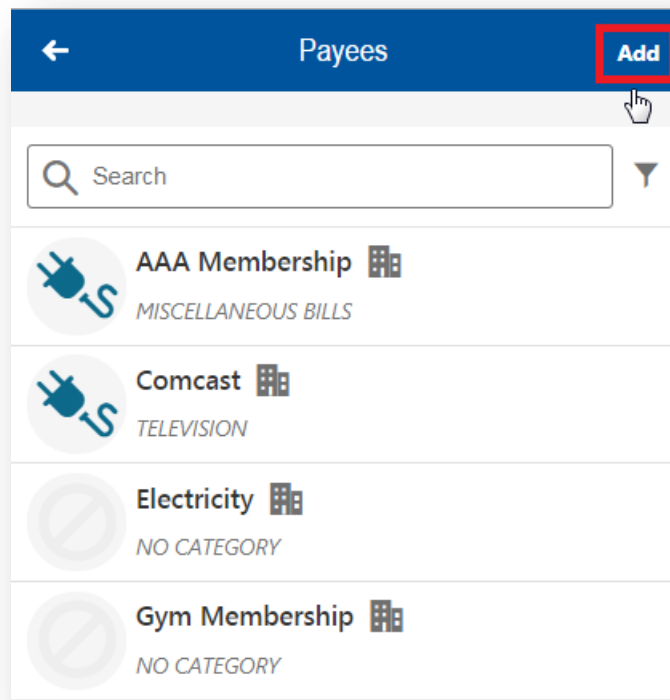 Payees
Add
Search
AAA Membership
MISCELLANEOUS BILLS
Comcast
TELEVISION
Electricity
NO CATEGORY
Gym Membership
NO CATEGORY